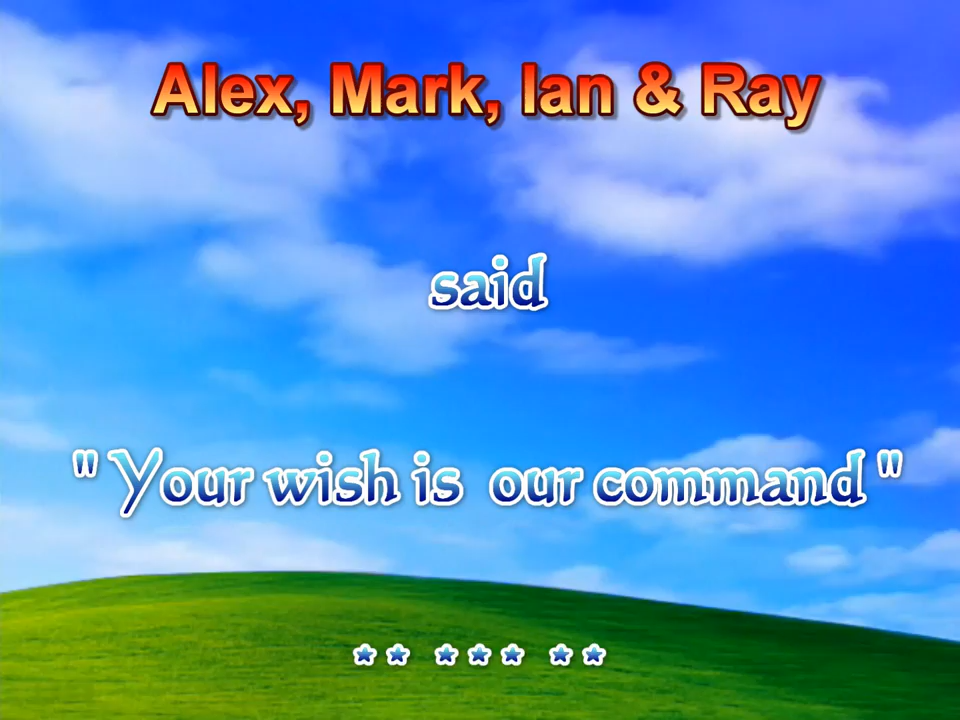 Alex, Mark, Ian & Ray
said
" Your wish is  our command "
** *** **